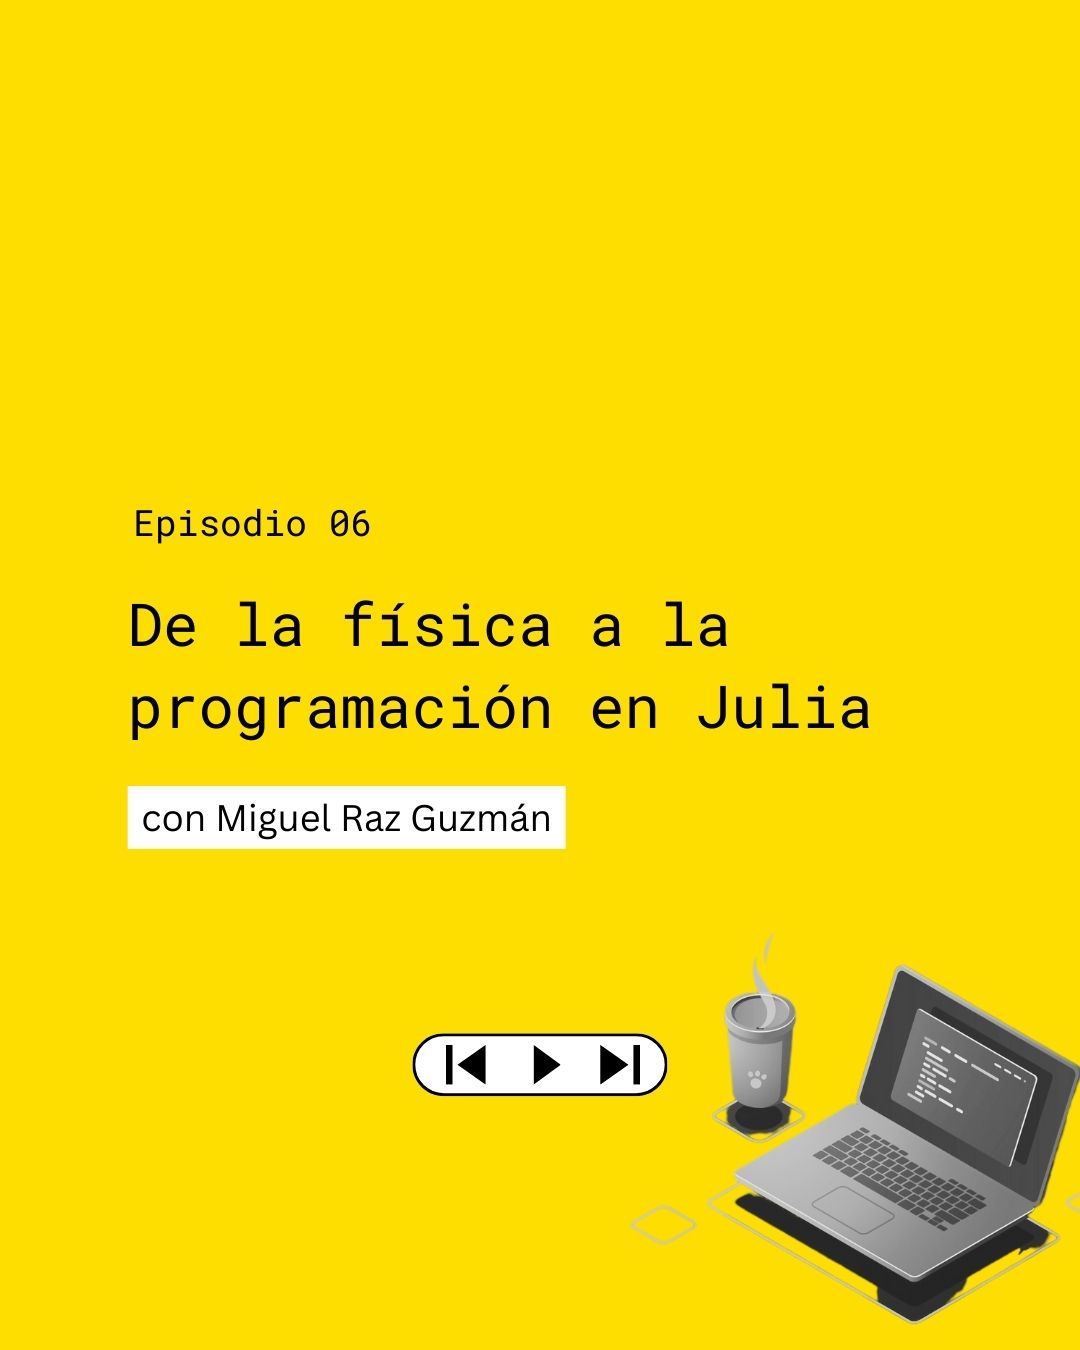 Episodio 06
De la física a la
programación en Julia
con Miguel Raz Guzmán